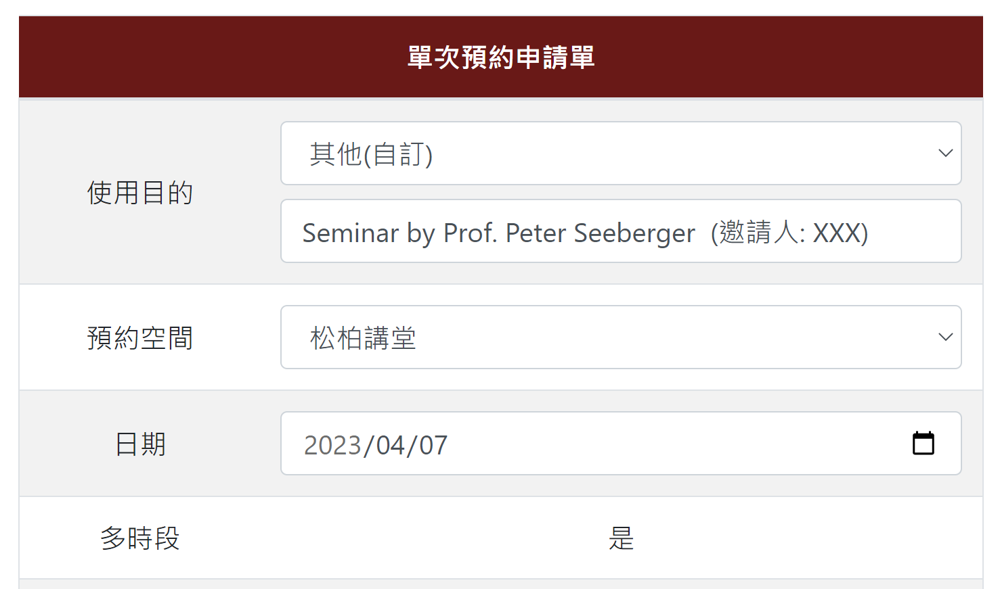 單次預約申請單
使用目的
其他(自訂)
Seminar by Prof. Peter Seeberger (邀請人: XXX)
預約空間
松柏講堂
日期
2023/04/07
多時段
是